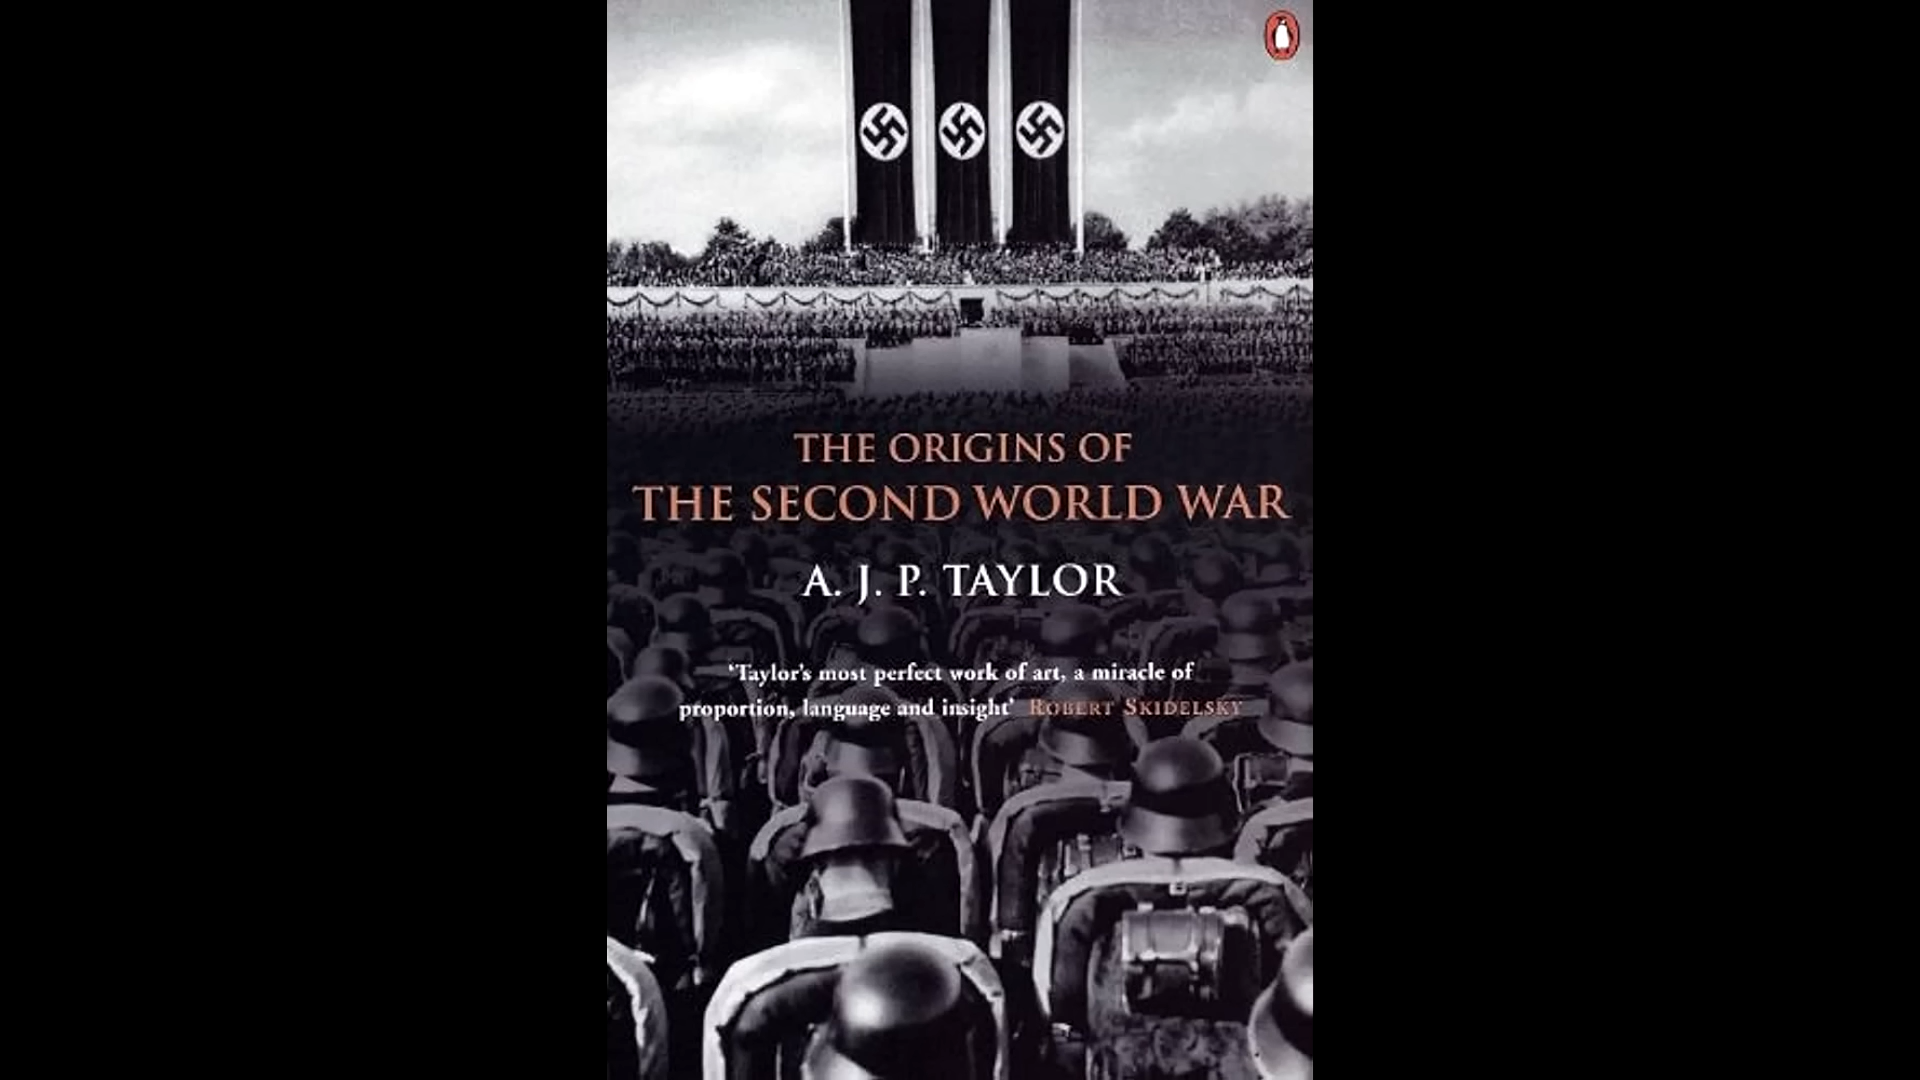 THE ORIGINS OF
THE SECOND WORLD WAR
A. J. P. TAYLOR
‘Taylor’s most perfect work of art, a miracle of
proportion, language and insight’ ROBERT SKIDELSKY